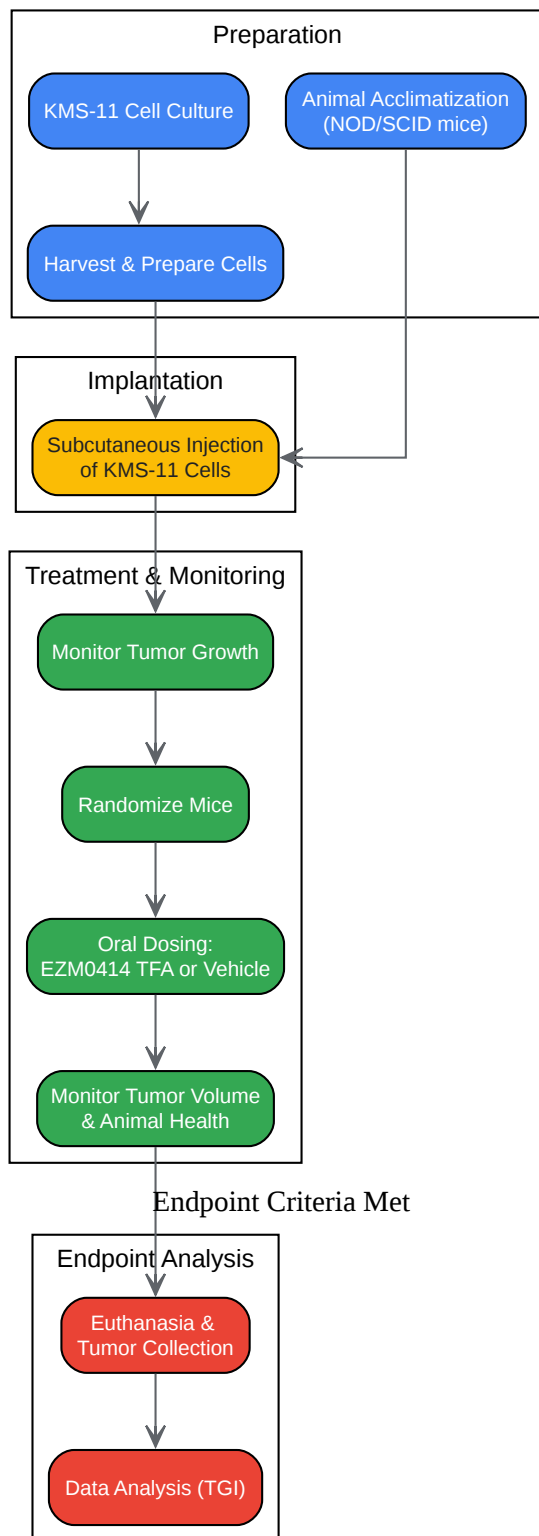 Preparation
KMS-11 Cell Culture
Animal Acclimatization
(NOD/SCID mice)
Harvest & Prepare Cells
Implantation
Subcutaneous Injection
of KMS-11 Cells
Treatment & Monitoring
Monitor Tumor Growth
Randomize Mice
Oral Dosing:
EZM0414 TFA or Vehicle
Monitor Tumor Volume
& Animal Health
Endpoint Criteria Met
Endpoint Analysis
Euthanasia &
Tumor Collection
Data Analysis (TGI)